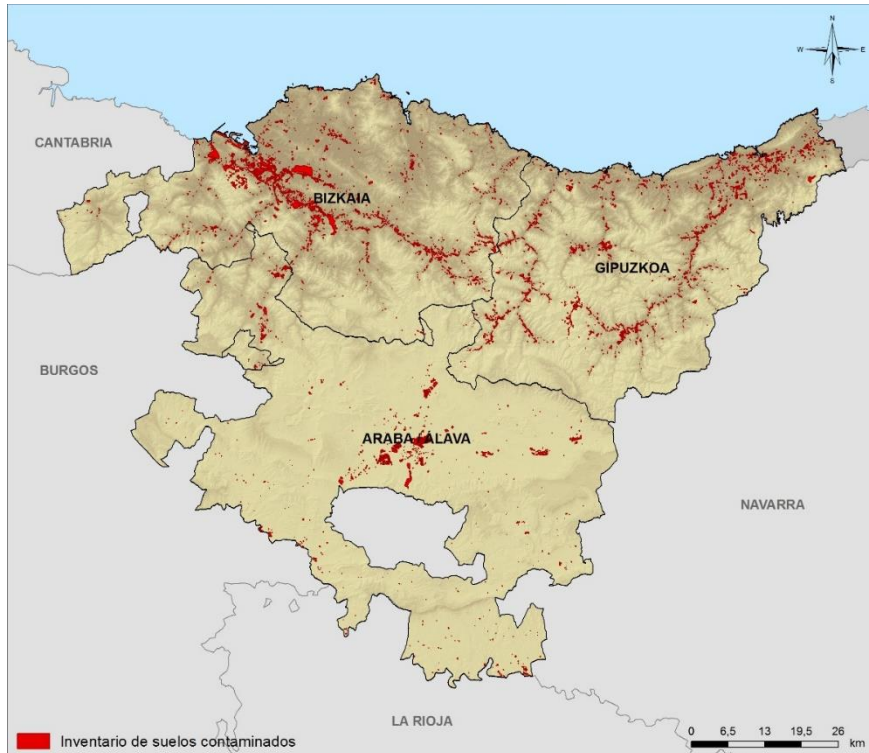 N
W E
S
CANTABRIA
BIZKAIA
GIPUZKOA
BURGOS
ARABA / ÁLAVA
NAVARRA
LA RIOJA
Inventario de suelos contaminados
0 6,5 13 19,5 26
km